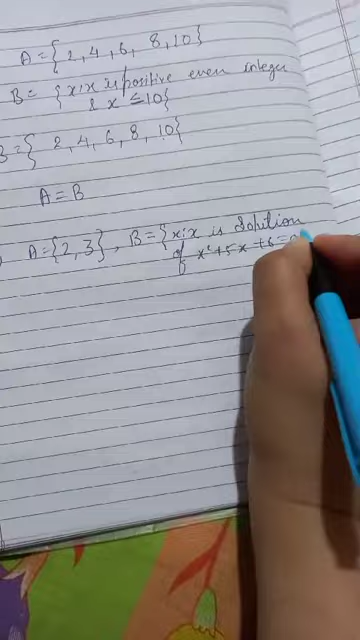 A = {2, 4, 6, 8, 10}
B = {x:x is positive even integer
& x ≤ 10}
B = { 2, 4, 6, 8, 10}
A = B
A = {2, 3}, B = {x:x is Solution
of x²+5x+6=0